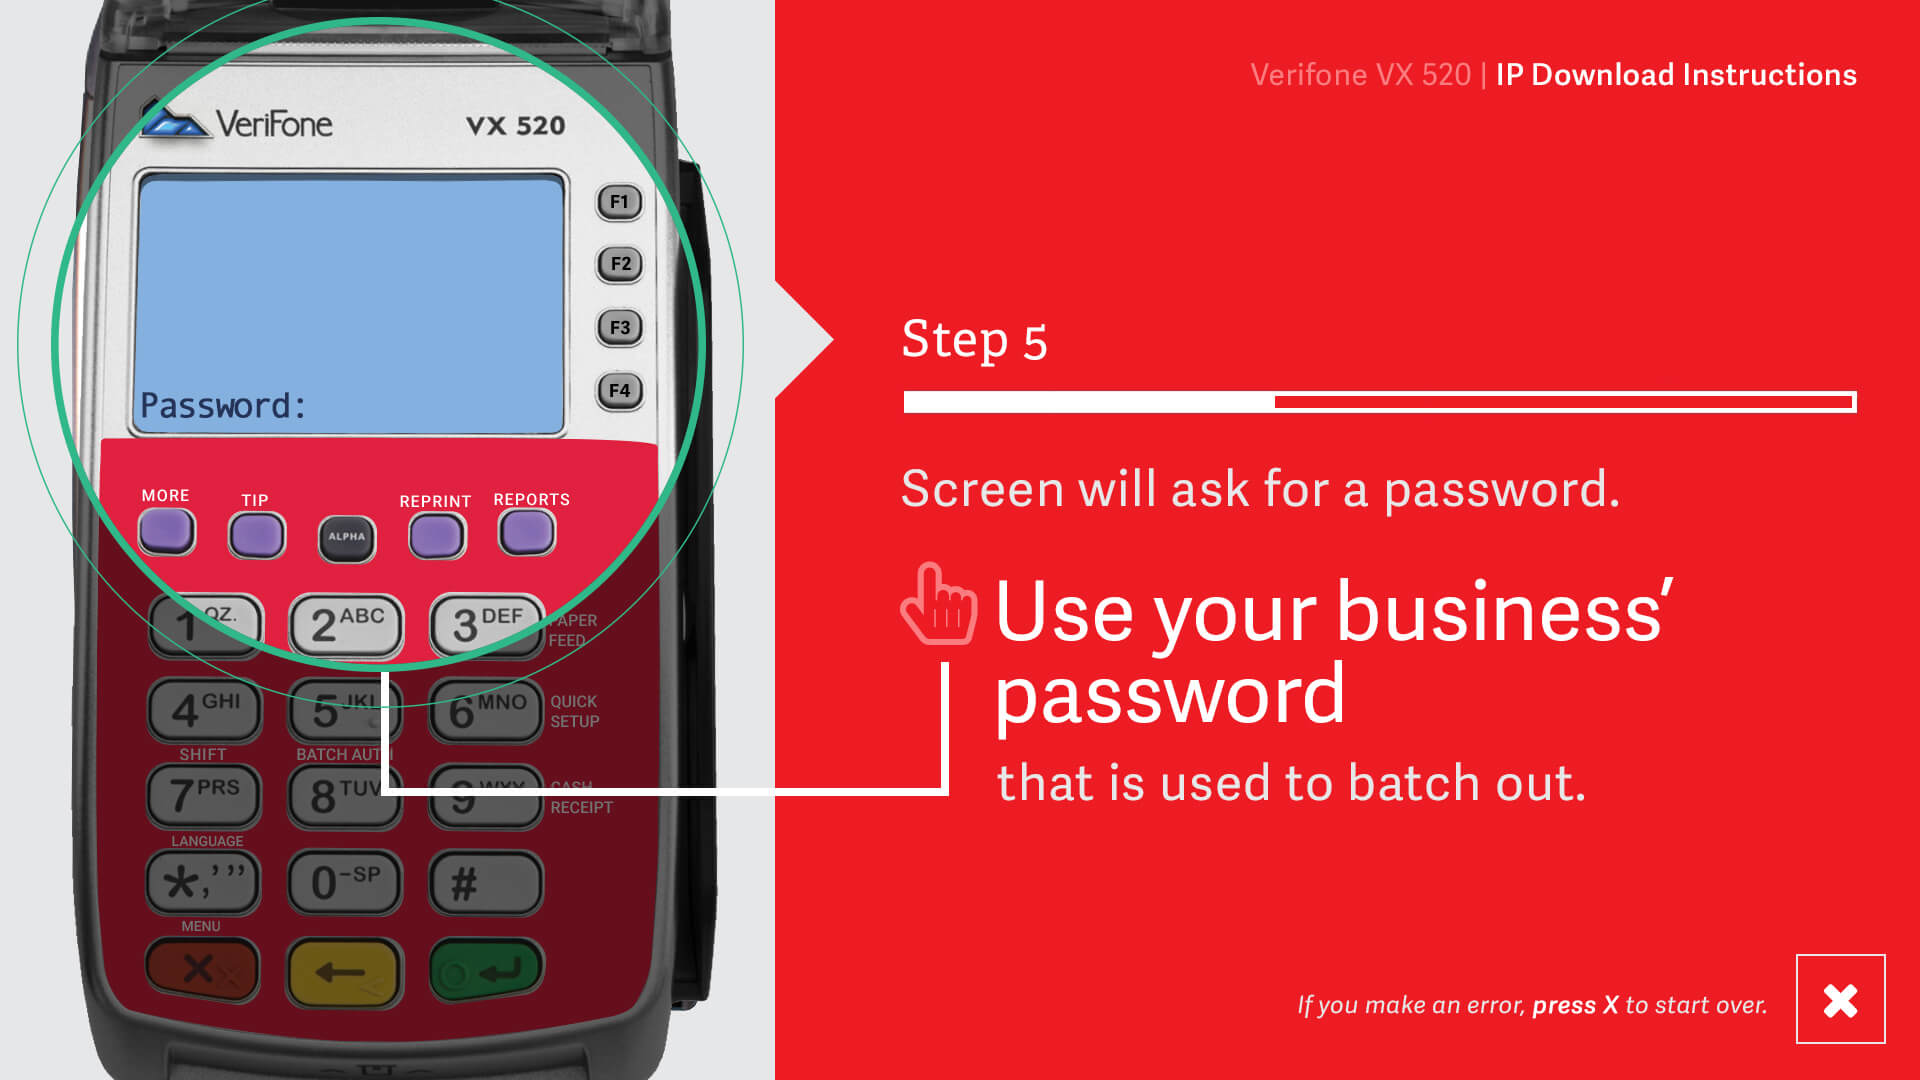 VeriFone
VX 520
F1
F2
F3
F4
Password:
MORE
TIP
ALPHA
REPRINT
REPORTS
1 QZ.
2 ABC
3 DEF
PAPER
FEED
4 GHI
5 JKL
6 MNO
QUICK
SETUP
SHIFT
BATCH AUTH
7 PRS
8 TUV
9 WXY
CASH
RECEIPT
LANGUAGE
*,'"
0 -SP
#
MENU
Verifone VX 520 | IP Download Instructions
Step 5
Screen will ask for a password.
Use your business’
password
that is used to batch out.
If you make an error, press X to start over.